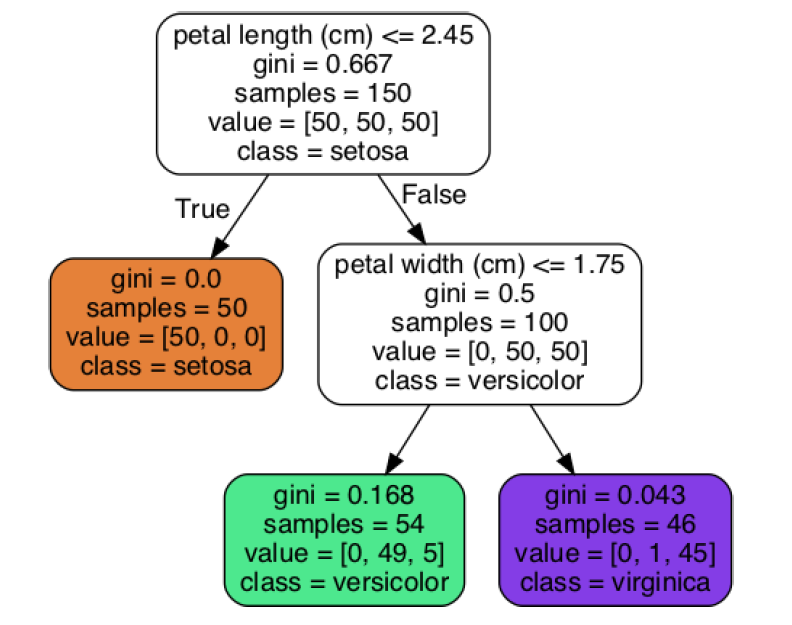 petal length (cm) <= 2.45
gini = 0.667
samples = 150
value = [50, 50, 50]
class = setosa
True
False
gini = 0.0
samples = 50
value = [50, 0, 0]
class = setosa
petal width (cm) <= 1.75
gini = 0.5
samples = 100
value = [0, 50, 50]
class = versicolor
gini = 0.168
samples = 54
value = [0, 49, 5]
class = versicolor
gini = 0.043
samples = 46
value = [0, 1, 45]
class = virginica